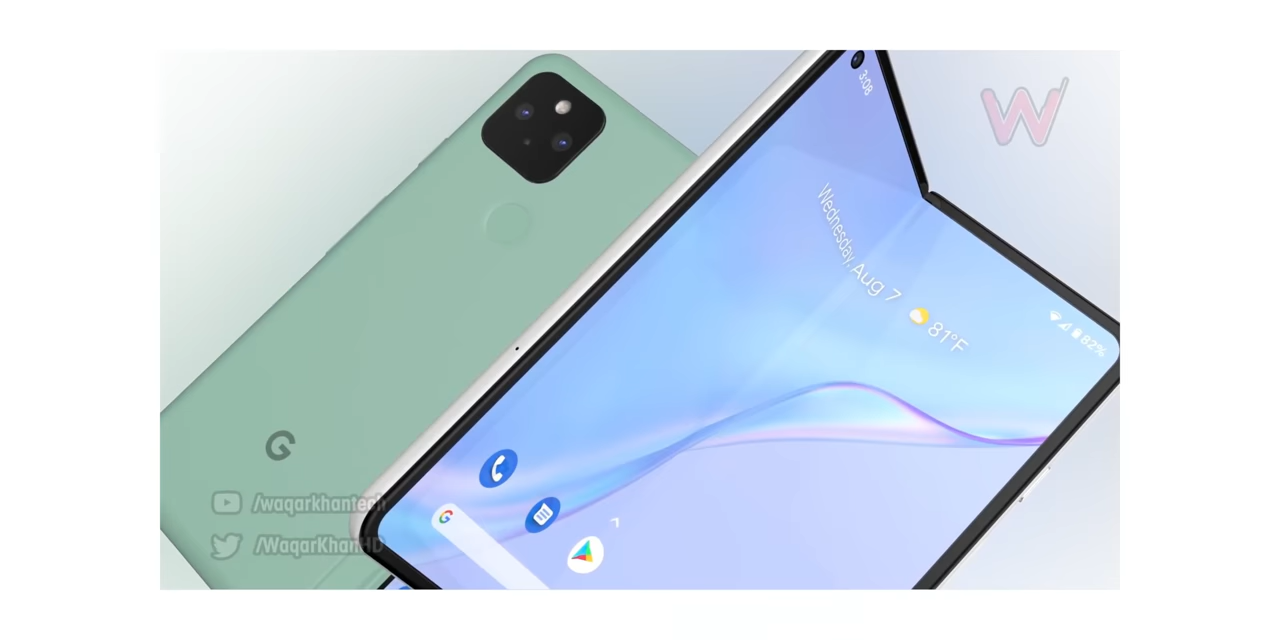 3:08
W
Wednesday, Aug 7 81°F
82%
G
G
/waqarkhantech
/WaqarKhanHD